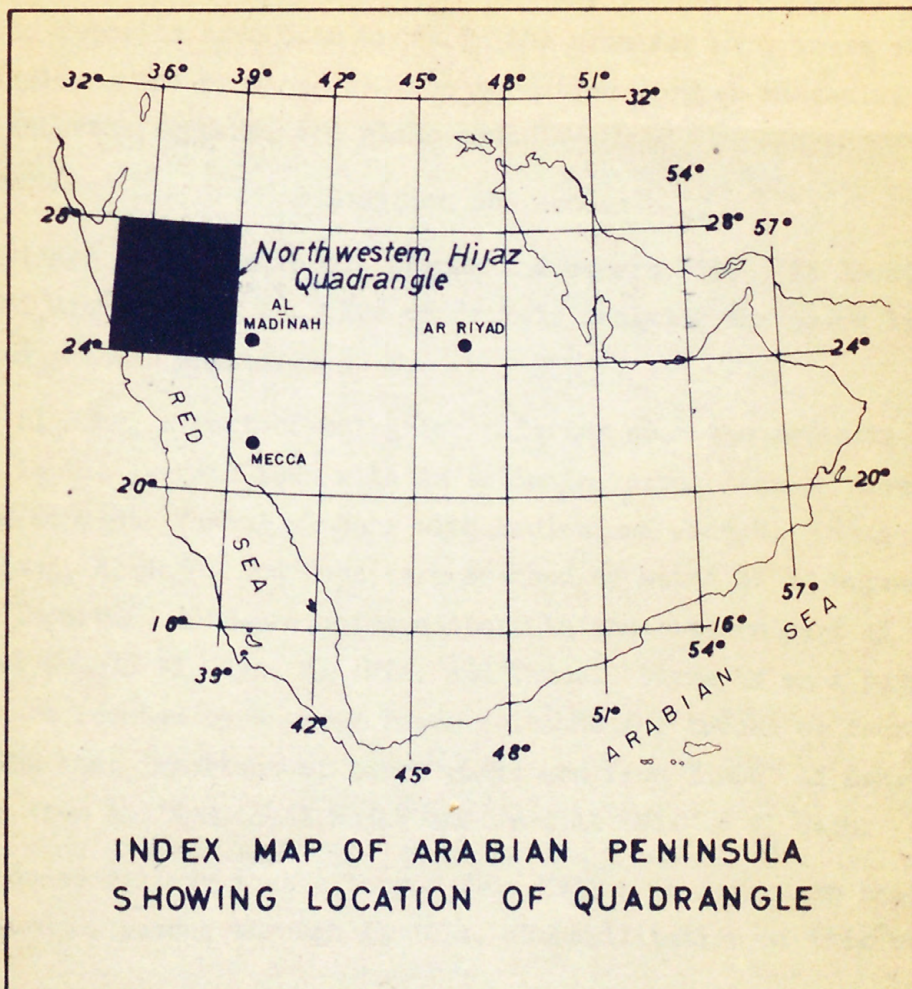 32° 36° 39° 42° 45° 48° 51° 32°
54°
28° 28° 57°
Northwestern Hijaz
Quadrangle
AL
MADĪNAH
AR RIYAD
24° 24°
RED
SEA
MECCA
20° 20°
57°
16° 16°
39° 54°
42° 51°
45° 48°
ARABIAN SEA
INDEX MAP OF ARABIAN PENINSULA
SHOWING LOCATION OF QUADRANGLE